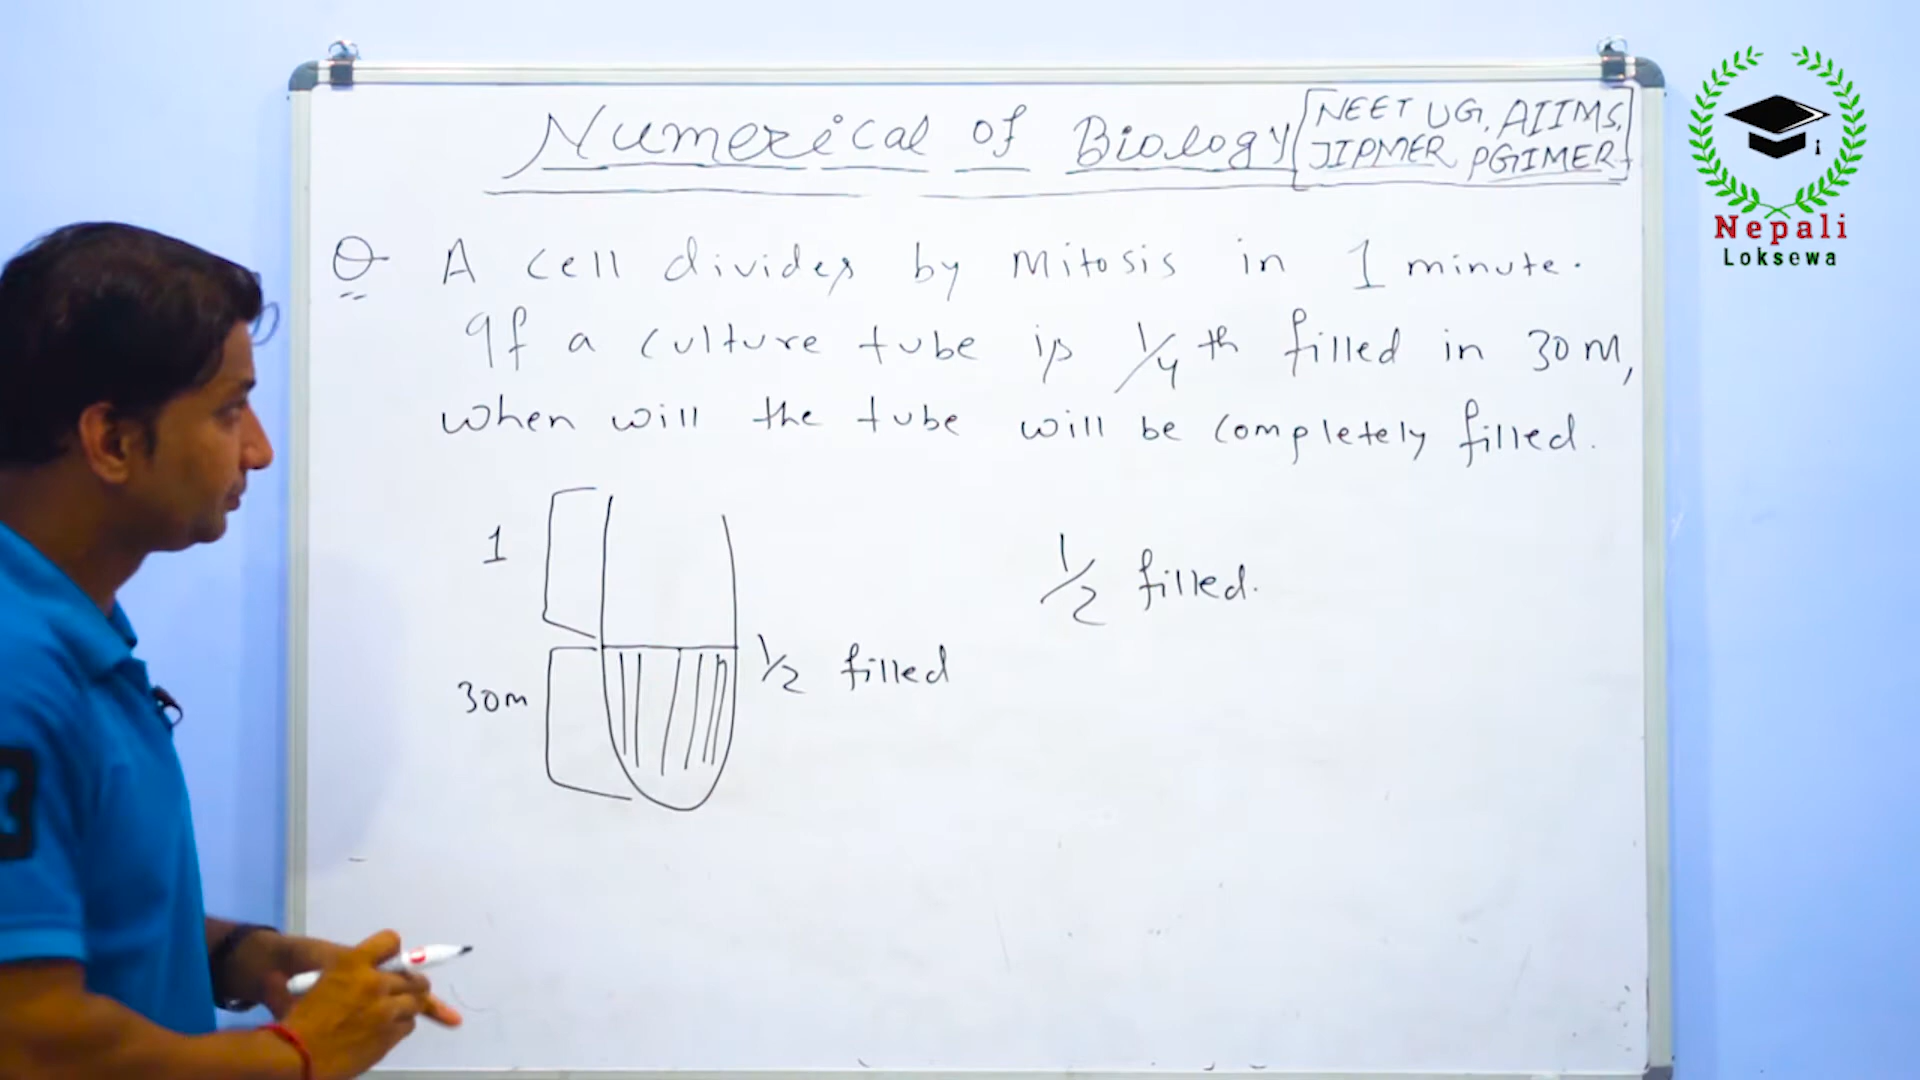 Numerical of Biology [NEET UG, AIIMS,
JIPMER PGIMER]
Nepali
Loksewa
Q A cell divides by Mitosis in 1 minute.
If a culture tube is 1/4 th filled in 30M,
when will the tube will be completely filled.
1
1/2 filled.
30m
1/2 filled